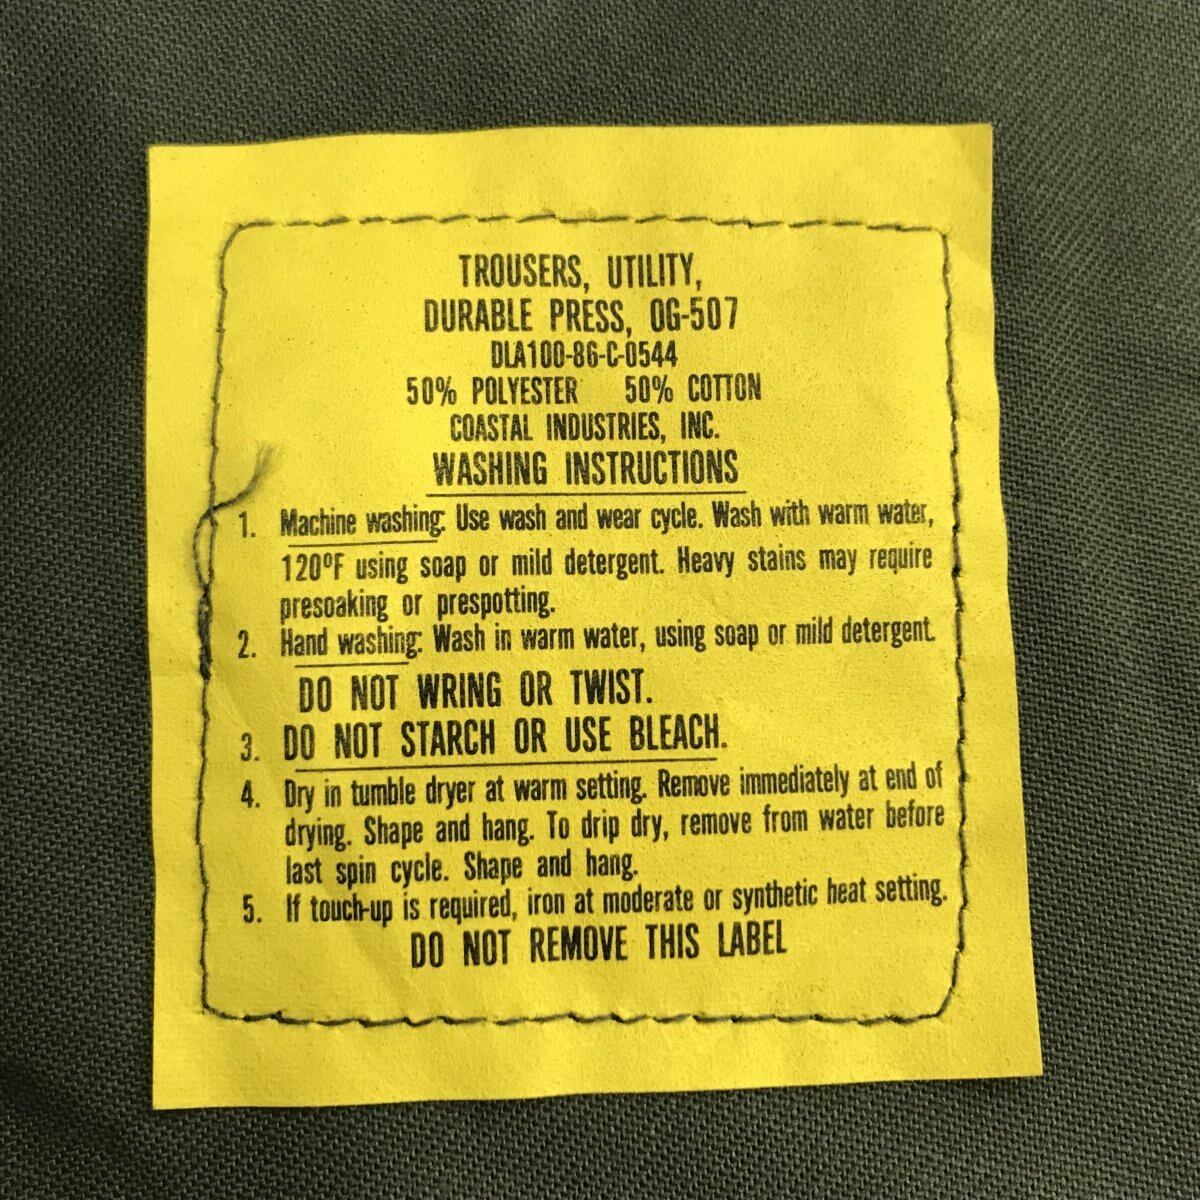 TROUSERS, UTILITY,
DURABLE PRESS, OG-507
DLA100-86-C-0544
50% POLYESTER 50% COTTON
COASTAL INDUSTRIES, INC.
WASHING INSTRUCTIONS
1. Machine washing: Use wash and wear cycle. Wash with warm water,
120ºF using soap or mild detergent. Heavy stains may require
presoaking or prespotting.
2. Hand washing: Wash in warm water, using soap or mild detergent.
DO NOT WRING OR TWIST.
3. DO NOT STARCH OR USE BLEACH.
4. Dry in tumble dryer at warm setting. Remove immediately at end of
drying. Shape and hang. To drip dry, remove from water before
last spin cycle. Shape and hang.
5. If touch-up is required, iron at moderate or synthetic heat setting.
DO NOT REMOVE THIS LABEL